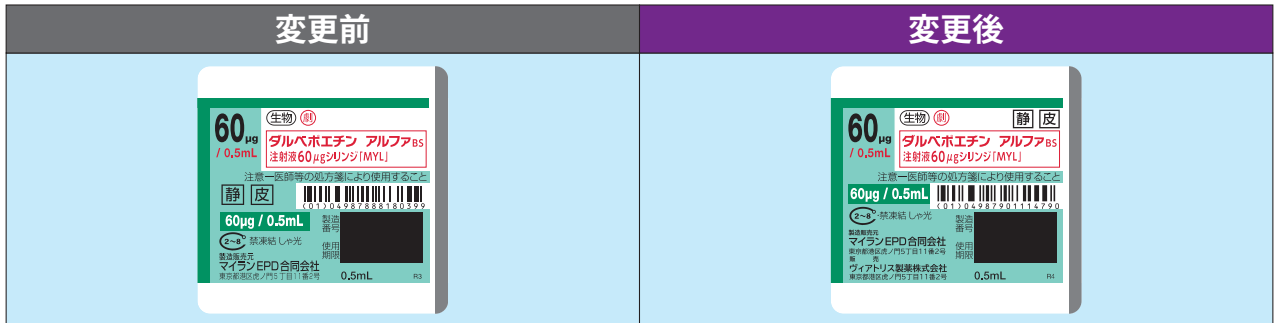 変更前
60μg
/ 0.5mL
生物 劇
ダルベポエチン アルファBS
注射液60μgシリンジ「MYL」
注意－医師等の処方箋により使用すること
静 皮
(01)04987888180399
60μg / 0.5mL
製造
番号
2~8° 禁凍結 しゃ光
使用
期限
製造販売元
マイランEPD合同会社
東京都港区虎ノ門5丁目11番2号
0.5mL
R3
変更後
60μg
/ 0.5mL
生物 劇
静 皮
ダルベポエチン アルファBS
注射液60μgシリンジ「MYL」
注意－医師等の処方箋により使用すること
60μg / 0.5mL
(01)04987901114790
2~8° 禁凍結 しゃ光
製造
番号
製造販売元
マイランEPD合同会社
東京都港区虎ノ門5丁目11番2号
使用
期限
販 売
ヴィアトリス製薬株式会社
東京都港区虎ノ門5丁目11番2号
0.5mL
R4